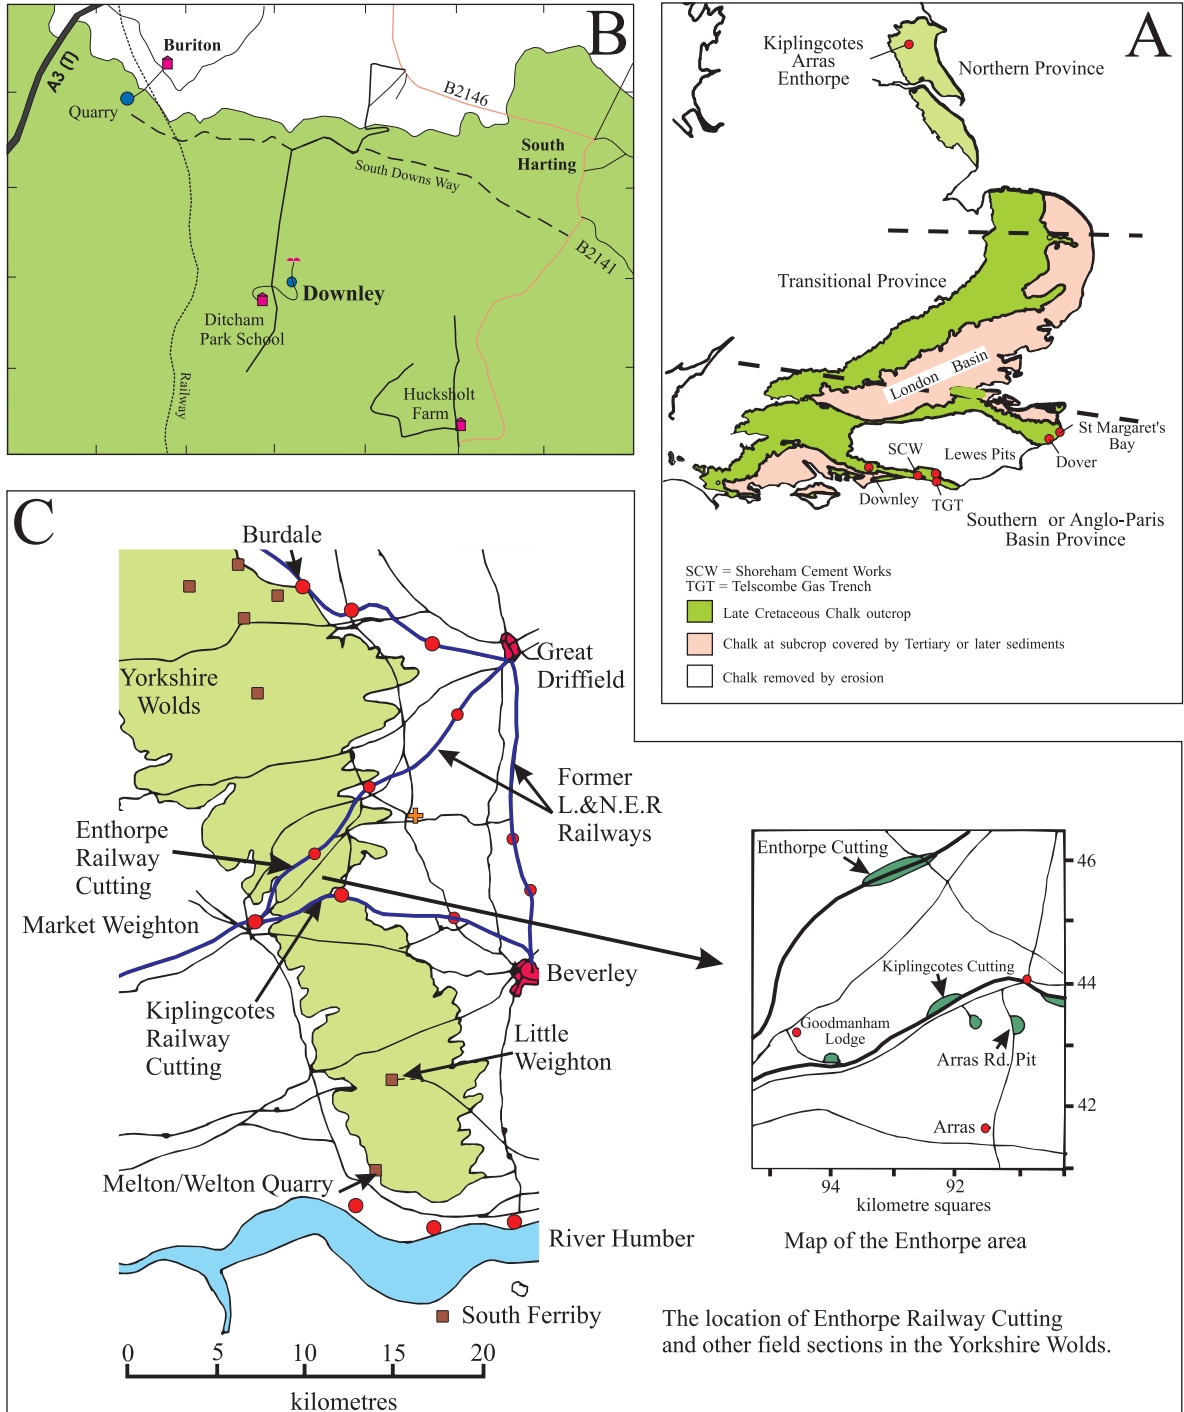 B
A3 (T)
Buriton
Quarry
B2146
South
Harting
South Downs Way
B2141
Downley
Ditcham
Park School
Railway
Hucksholt
Farm
A
Kiplingcotes
Arras
Enthorpe
Northern Province
Transitional Province
London Basin
St Margaret's
Bay
Dover
SCW
Lewes Pits
Downley
TGT
Southern or Anglo-Paris
Basin Province
SCW = Shoreham Cement Works
TGT = Telscombe Gas Trench
Late Cretaceous Chalk outcrop
Chalk at subcrop covered by Tertiary or later sediments
Chalk removed by erosion
C
Burdale
Great
Driffield
Yorkshire
Wolds
Former
L.&N.E.R
Railways
Enthorpe
Railway
Cutting
Market Weighton
Beverley
Kiplingcotes
Railway
Cutting
Little
Weighton
Melton/Welton Quarry
River Humber
South Ferriby
0 5 10 15 20
kilometres
Enthorpe Cutting
46
Kiplingcotes Cutting
44
Goodmanham
Lodge
Arras Rd. Pit
42
Arras
94 92
kilometre squares
Map of the Enthorpe area
The location of Enthorpe Railway Cutting
and other field sections in the Yorkshire Wolds.